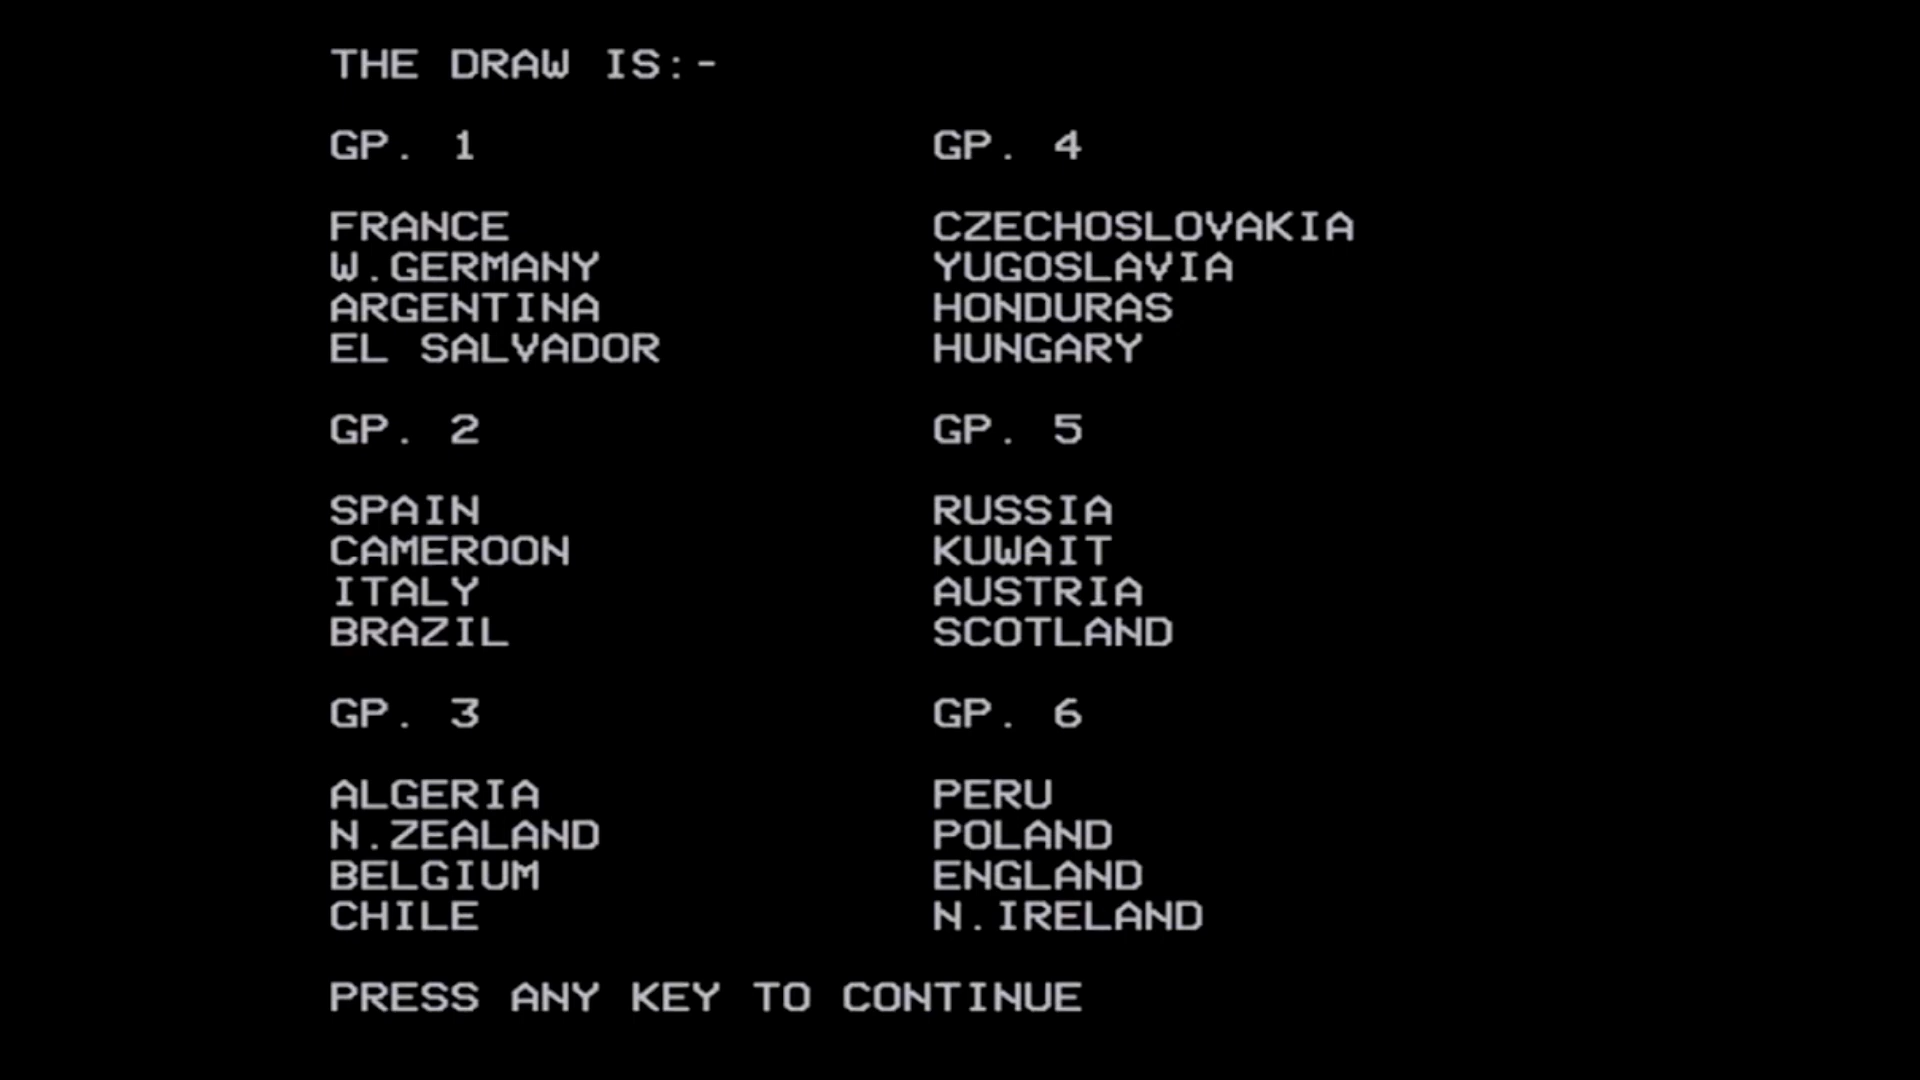 THE DRAW IS:-
GP. 1
FRANCE
W.GERMANY
ARGENTINA
EL SALVADOR
GP. 2
SPAIN
CAMEROON
ITALY
BRAZIL
GP. 3
ALGERIA
N.ZEALAND
BELGIUM
CHILE
GP. 4
CZECHOSLOVAKIA
YUGOSLAVIA
HONDURAS
HUNGARY
GP. 5
RUSSIA
KUWAIT
AUSTRIA
SCOTLAND
GP. 6
PERU
POLAND
ENGLAND
N.IRELAND
PRESS ANY KEY TO CONTINUE